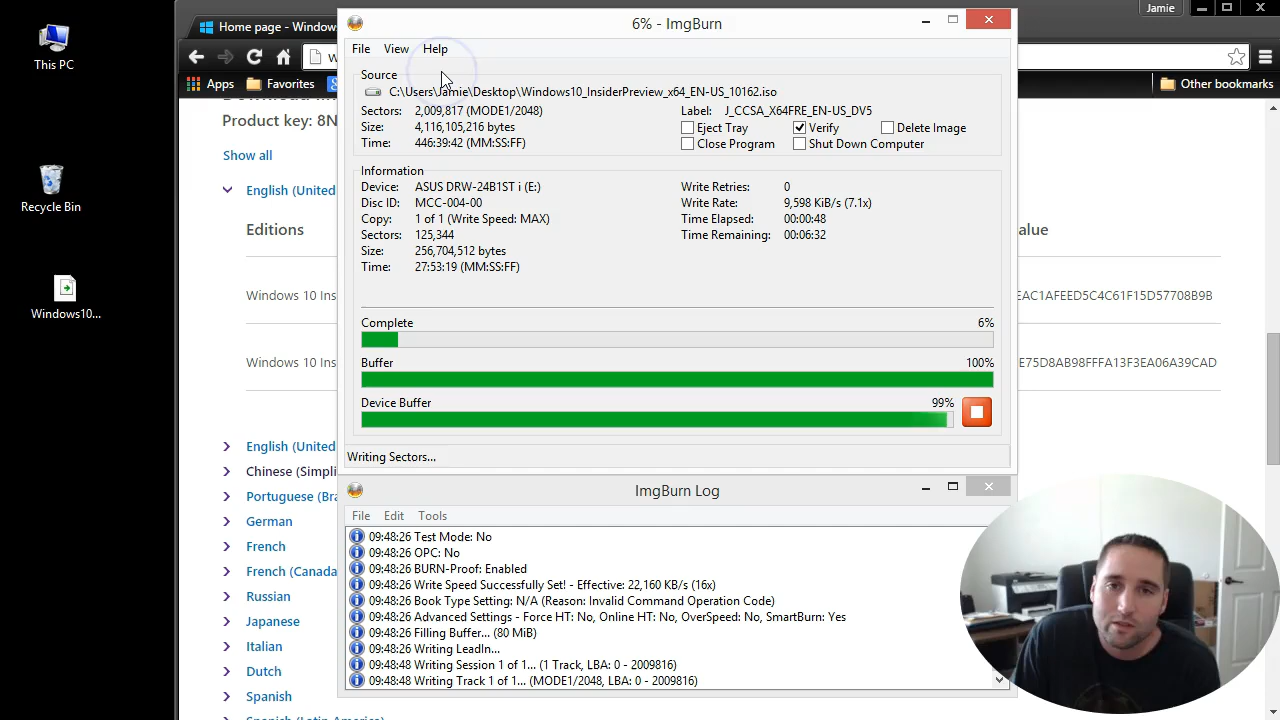 This PC
Recycle Bin
Windows10...
Home page - Windows
Jamie
Apps
Favorites
Other bookmarks
Product key: 8N
Show all
English (United
Editions
alue
Windows 10 Ins
EAC1AFEED5C4C61F15D57708B9B
Windows 10 Ins
E75D8AB98FFFA13F3EA06A39CAD
English (United
Chinese (Simpli
Portuguese (Bra
German
French
French (Canada
Russian
Japanese
Italian
Dutch
Spanish
6% - ImgBurn
File View Help
Source
C:\Users\Jamie\Desktop\Windows10_InsiderPreview_x64_EN-US_10162.iso
Sectors: 2,009,817 (MODE1/2048)
Label: J_CCSA_X64FRE_EN-US_DV5
Size: 4,116,105,216 bytes
Eject Tray Verify Delete Image
Time: 446:39:42 (MM:SS:FF)
Close Program Shut Down Computer
Information
Device: ASUS DRW-24B1ST i (E:)
Write Retries: 0
Disc ID: MCC-004-00
Write Rate: 9,598 KiB/s (7.1x)
Copy: 1 of 1 (Write Speed: MAX)
Time Elapsed: 00:00:48
Sectors: 125,344
Time Remaining: 00:06:32
Size: 256,704,512 bytes
Time: 27:53:19 (MM:SS:FF)
Complete 6%
Buffer 100%
Device Buffer 99%
Writing Sectors...
ImgBurn Log
File Edit Tools
09:48:26 Test Mode: No
09:48:26 OPC: No
09:48:26 BURN-Proof: Enabled
09:48:26 Write Speed Successfully Set! - Effective: 22,160 KB/s (16x)
09:48:26 Book Type Setting: N/A (Reason: Invalid Command Operation Code)
09:48:26 Advanced Settings - Force HT: No, Online HT: No, OverSpeed: No, SmartBurn: Yes
09:48:26 Filling Buffer... (80 MiB)
09:48:26 Writing LeadIn...
09:48:48 Writing Session 1 of 1... (1 Track, LBA: 0 - 2009816)
09:48:48 Writing Track 1 of 1... (MODE1/2048, LBA: 0 - 2009816)